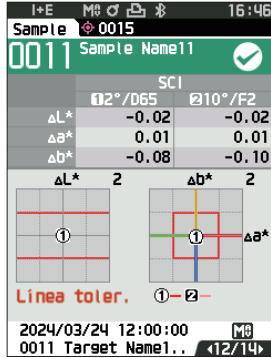 I+E M0 16:46
Sample 0015
0011 Sample Name11
SCI
1 2°/D65 2 10°/F2
ΔL* -0.02 -0.02
Δa* 0.01 0.01
Δb* -0.08 -0.10
ΔL* 2 Δb* 2
① ① Δa*
Línea toler. ①- 2-
2024/03/24 12:00:00 M0
0011 Target Name1.. 12/14